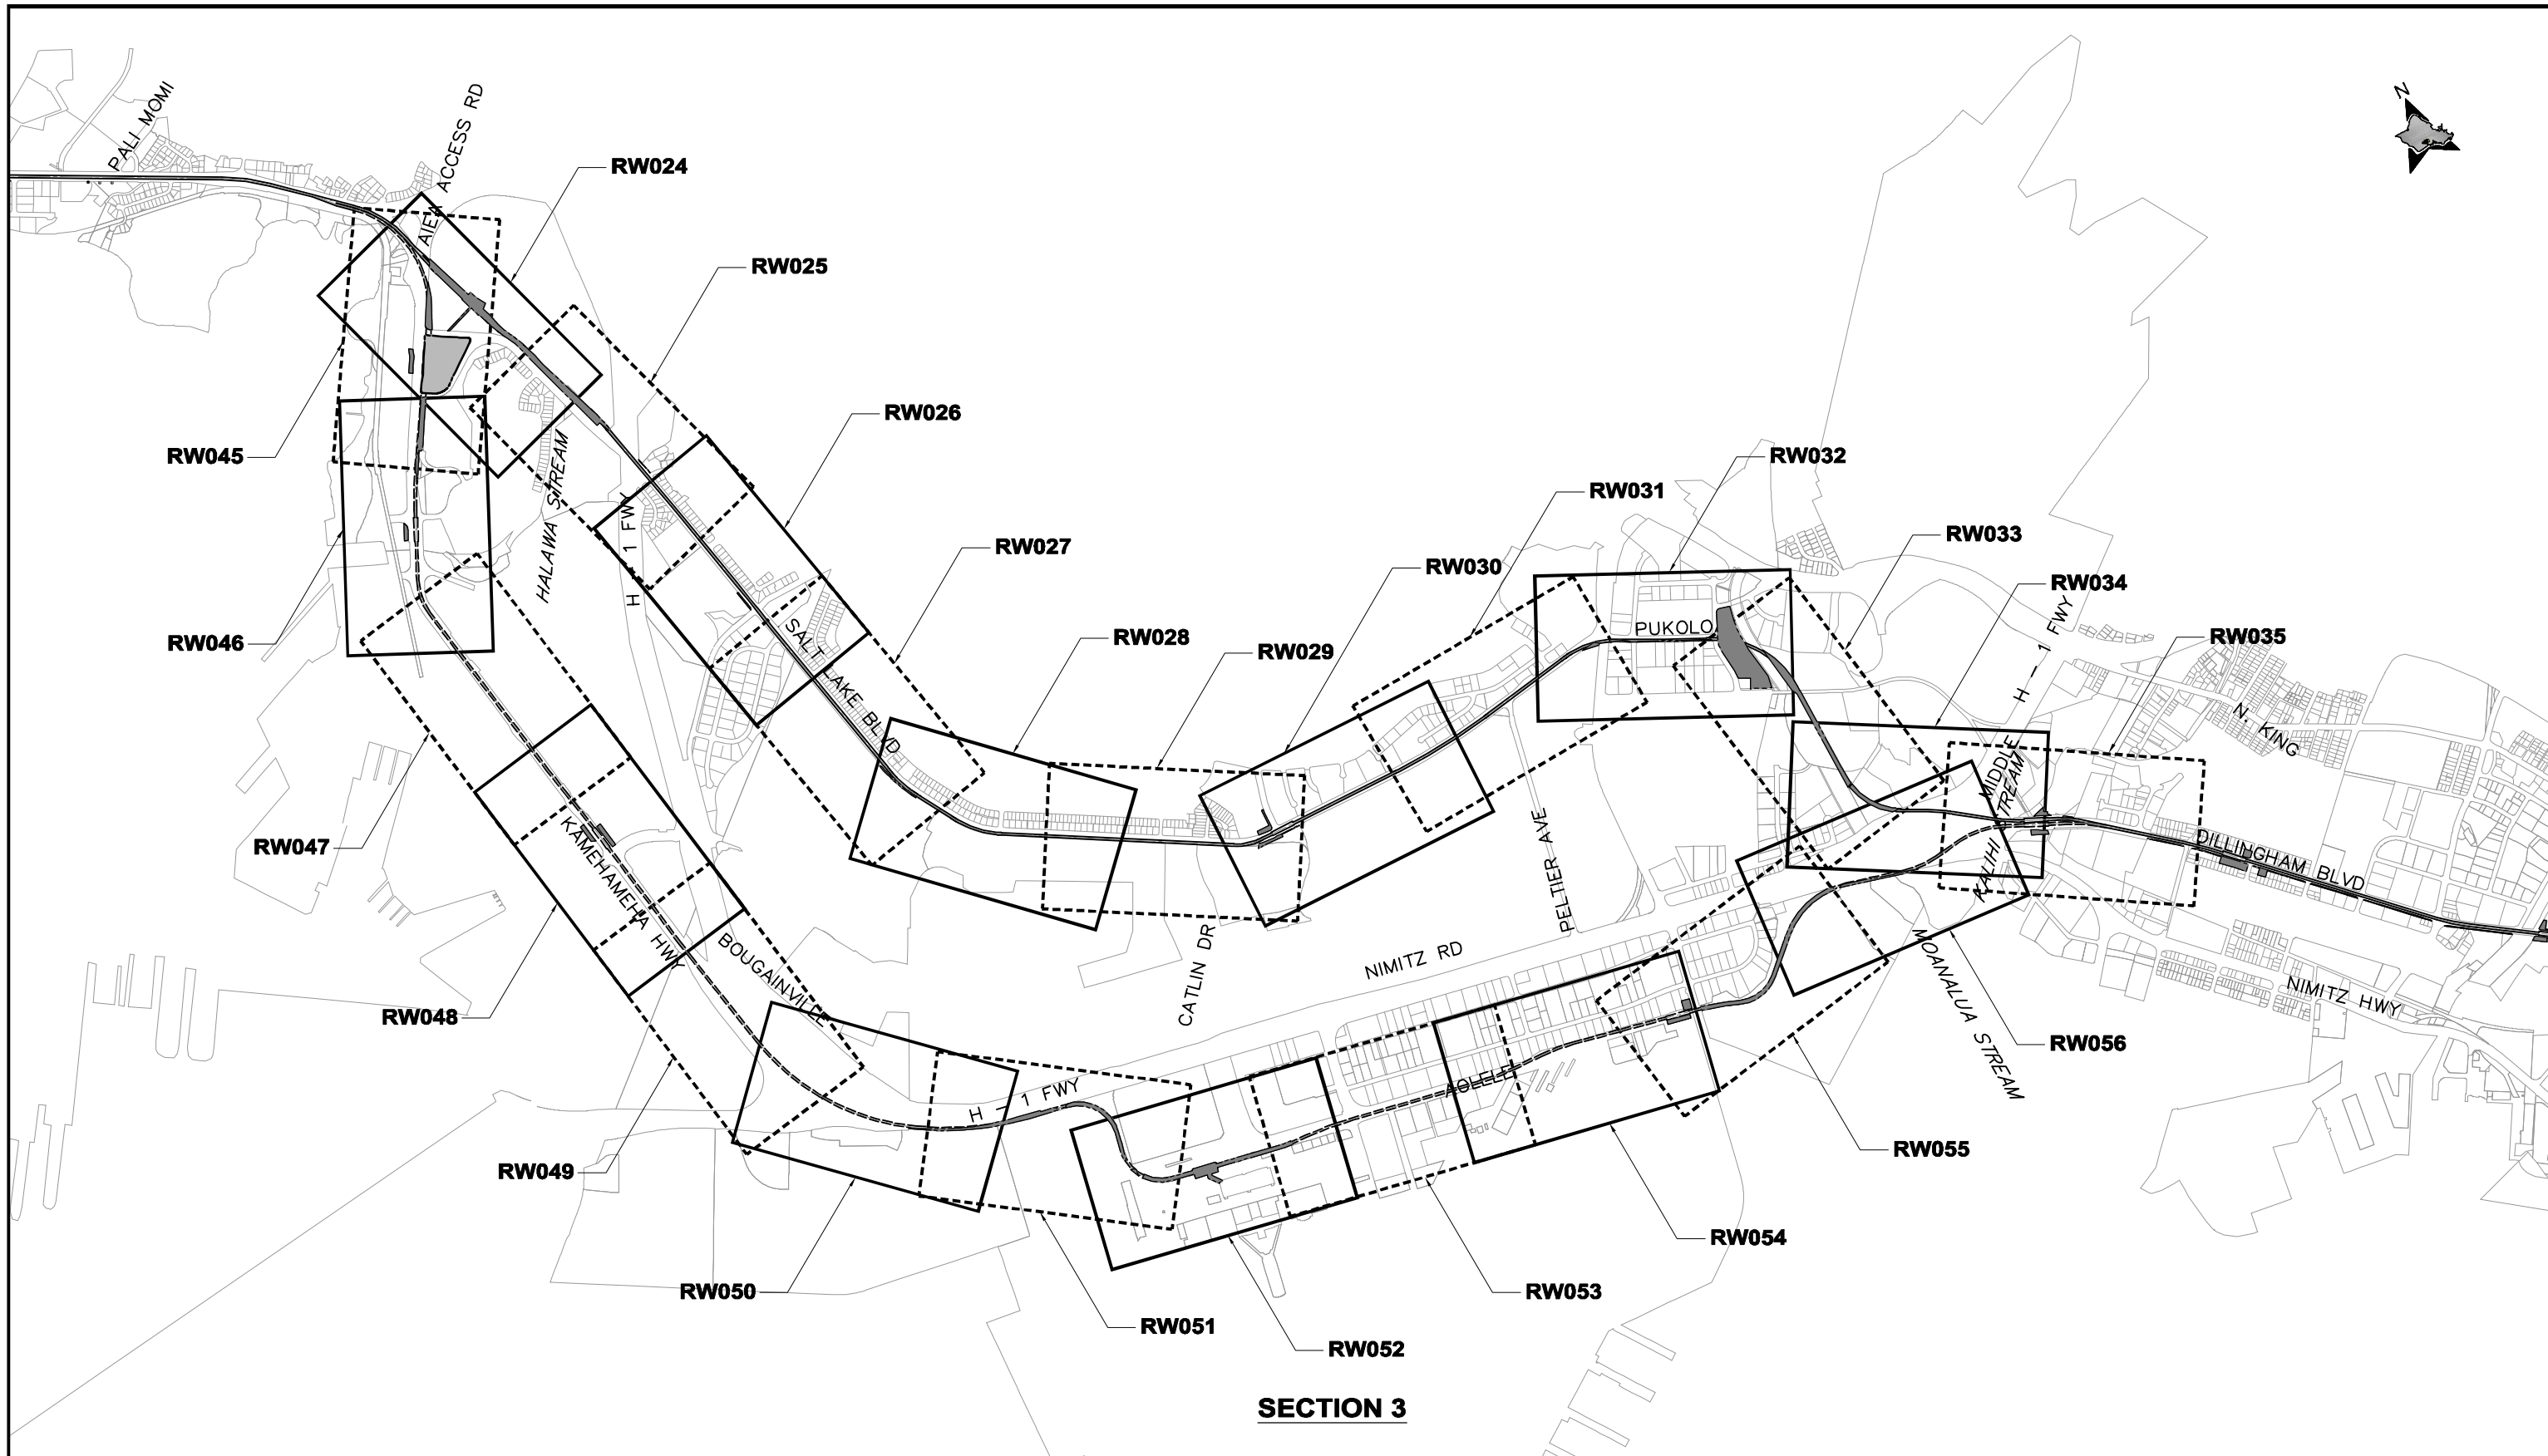 PALI MOMI
AIEA ACCESS RD
N
RW024
RW025
RW026
RW045
RW032
RW031
HALAWA STREAM
H - 1 FWY
RW033
RW027
RW030
RW034
RW046
SALT LAKE BLVD
RW028
RW029
PUKOLOA
H - 1 FWY
RW035
N. KING
MIDDLE
KALIHI STREAM
RW047
KAMEHAMEHA HWY
PELTIER AVE
DILLINGHAM BLVD
BOUGAINVILLE
CATLIN DR
NIMITZ RD
MOANALUA STREAM
NIMITZ HWY
RW048
RW056
H - 1 FWY
AOLELE
RW049
RW055
RW054
RW050
RW053
RW051
RW052
SECTION 3